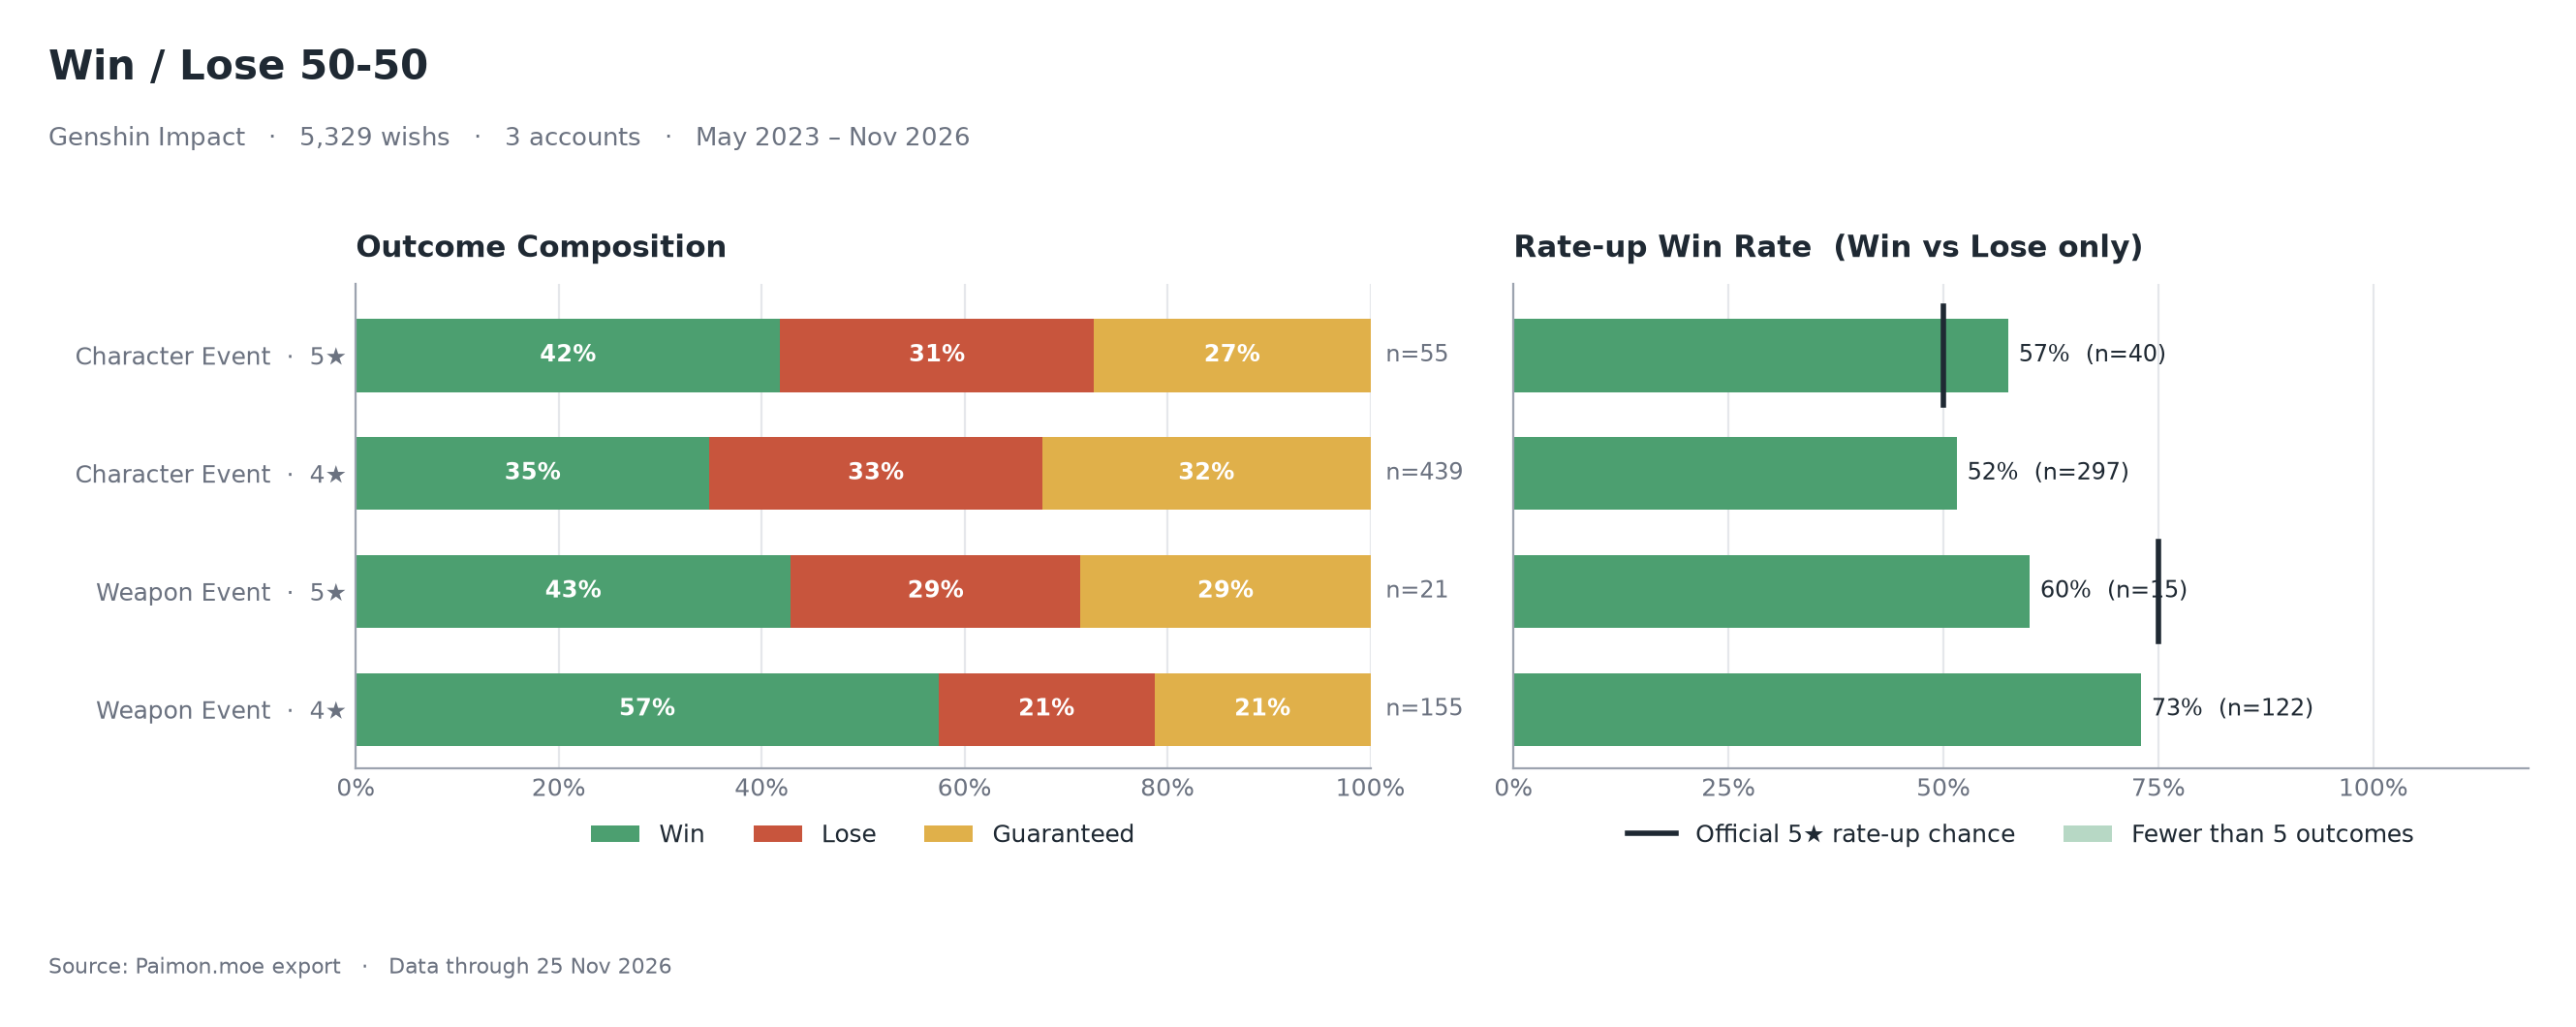 Win / Lose 50-50
Genshin Impact · 5,329 wishs · 3 accounts · May 2023 – Nov 2026
Outcome Composition
Character Event · 5★ 42% 31% 27% n=55
Character Event · 4★ 35% 33% 32% n=439
Weapon Event · 5★ 43% 29% 29% n=21
Weapon Event · 4★ 57% 21% 21% n=155
0% 20% 40% 60% 80% 100%
Win Lose Guaranteed
Rate-up Win Rate (Win vs Lose only)
57% (n=40)
52% (n=297)
60% (n=15)
73% (n=122)
0% 25% 50% 75% 100%
Official 5★ rate-up chance Fewer than 5 outcomes
Source: Paimon.moe export · Data through 25 Nov 2026